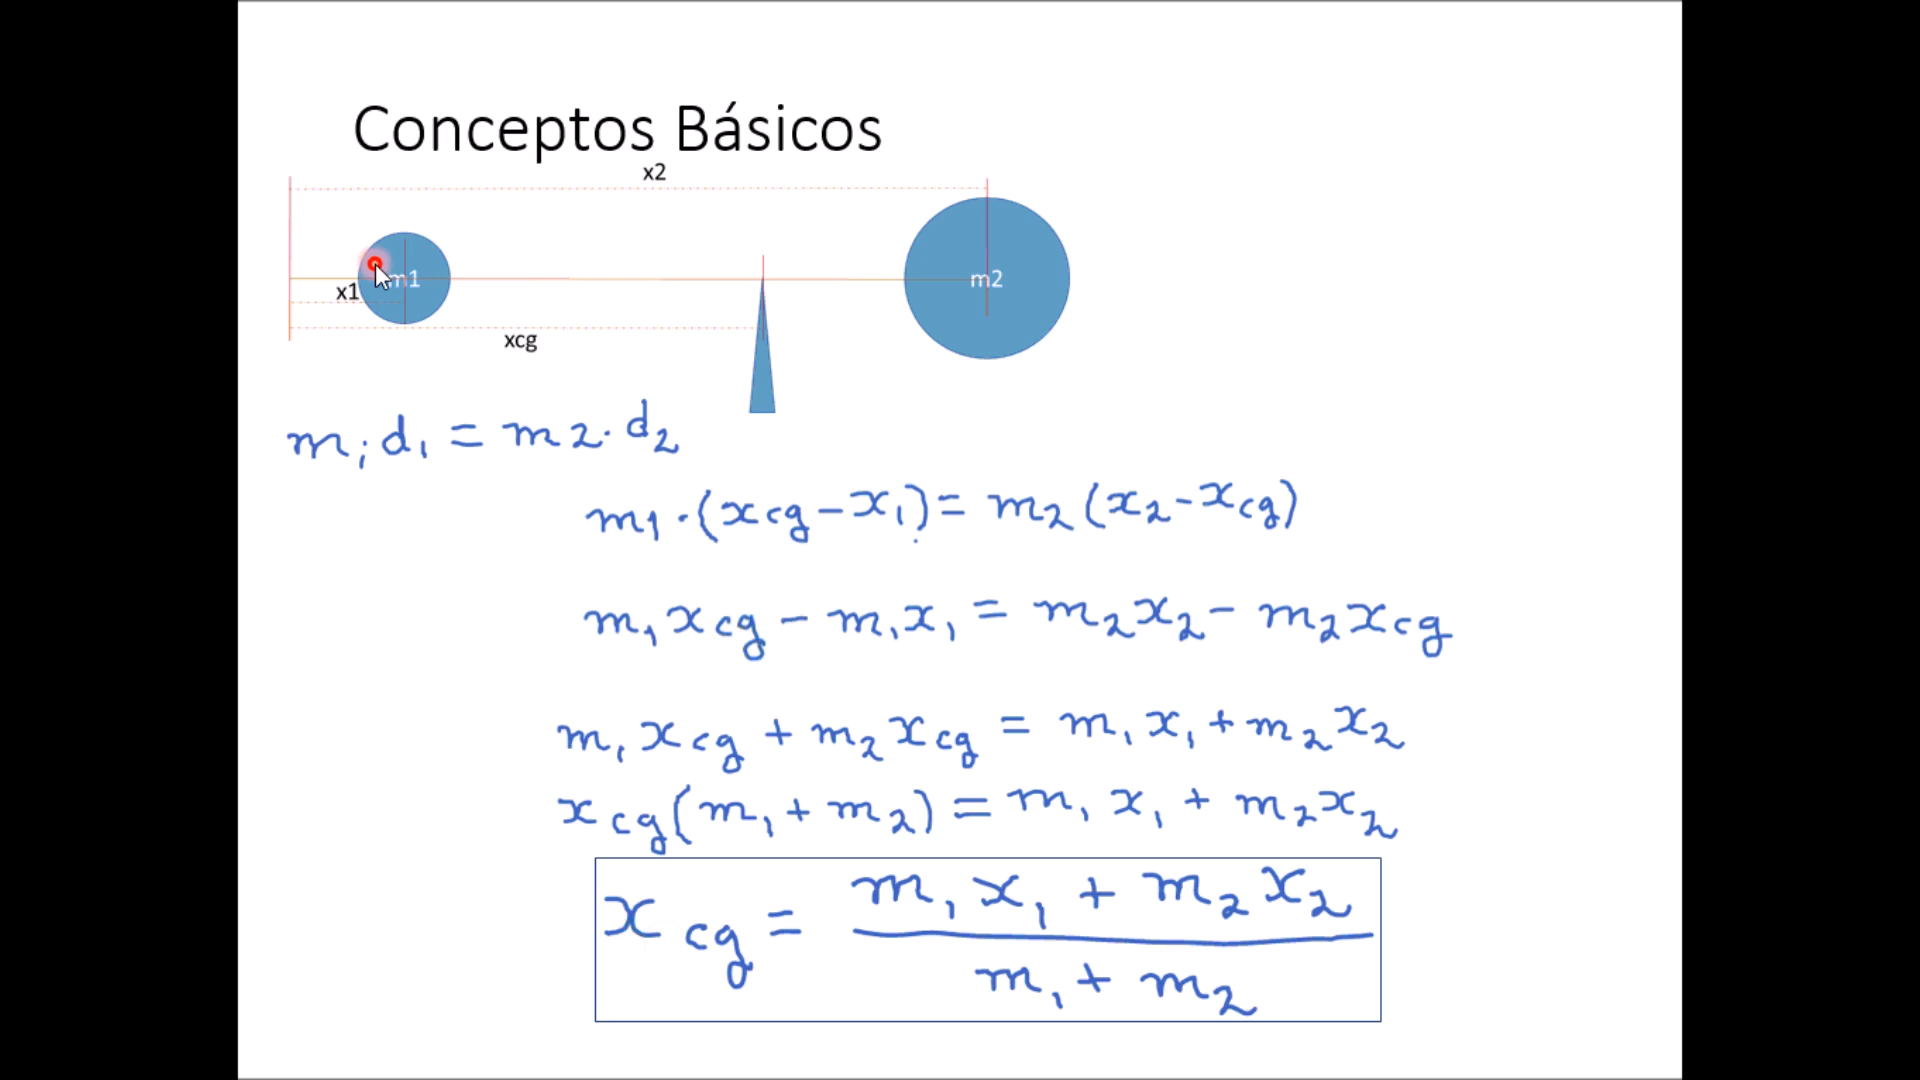 Conceptos Básicos
x2
m1
m2
x1
xcg
m₁·d₁ = m2·d₂
m₁·(xcg-x₁) = m₂(x₂-xcg)
m₁xcg - m₁x₁ = m₂x₂ - m₂xcg
m₁xcg + m₂xcg = m₁x₁ + m₂x₂
xcg(m₁+m₂) = m₁x₁ + m₂x₂
xcg = m₁x₁ + m₂x₂
m₁ + m₂